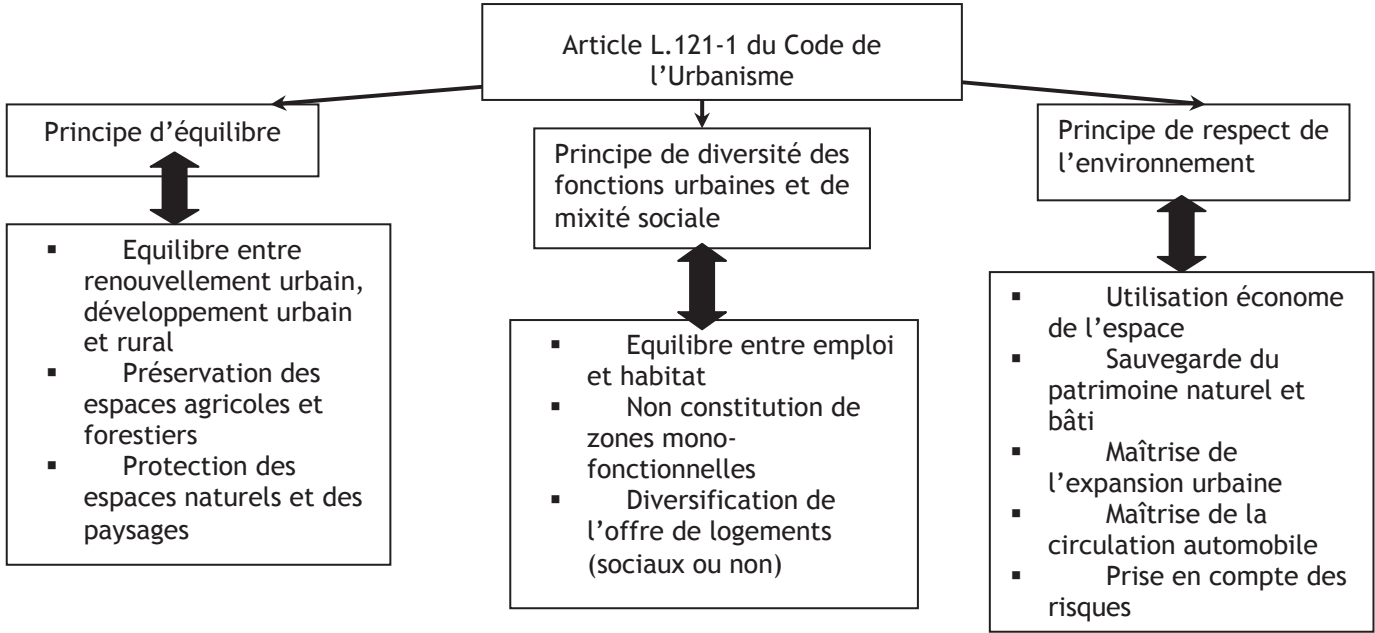 Article L.121-1 du Code de
l’Urbanisme
Principe d’équilibre
▪ Equilibre entre
renouvellement urbain,
développement urbain
et rural
▪ Préservation des
espaces agricoles et
forestiers
▪ Protection des
espaces naturels et des
paysages
Principe de diversité des
fonctions urbaines et de
mixité sociale
▪ Equilibre entre emploi
et habitat
▪ Non constitution de
zones mono-
fonctionnelles
▪ Diversification de
l’offre de logements
(sociaux ou non)
Principe de respect de
l’environnement
▪ Utilisation économe
de l’espace
▪ Sauvegarde du
patrimoine naturel et
bâti
▪ Maîtrise de
l’expansion urbaine
▪ Maîtrise de la
circulation automobile
▪ Prise en compte des
risques